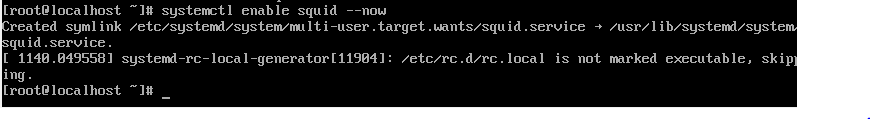 [root@localhost ~]# systemctl enable squid --now
Created symlink /etc/systemd/system/multi-user.target.wants/squid.service → /usr/lib/systemd/system/
squid.service.
[ 1140.049558] systemd-rc-local-generator[11904]: /etc/rc.d/rc.local is not marked executable, skipp
ing.
[root@localhost ~]# _